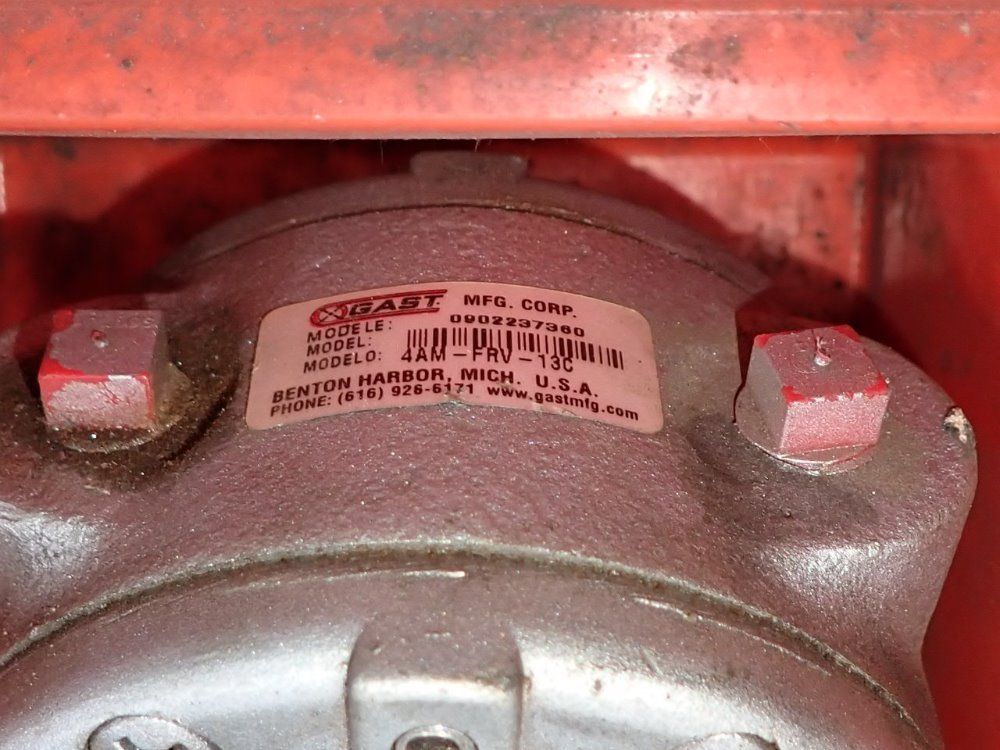 GAST MFG. CORP.
0902237360
MODELE:
MODEL:
MODELO: 4AM-FRV-13C
BENTON HARBOR, MICH. U.S.A.
PHONE: (616) 926-6171 www.gastmfg.com